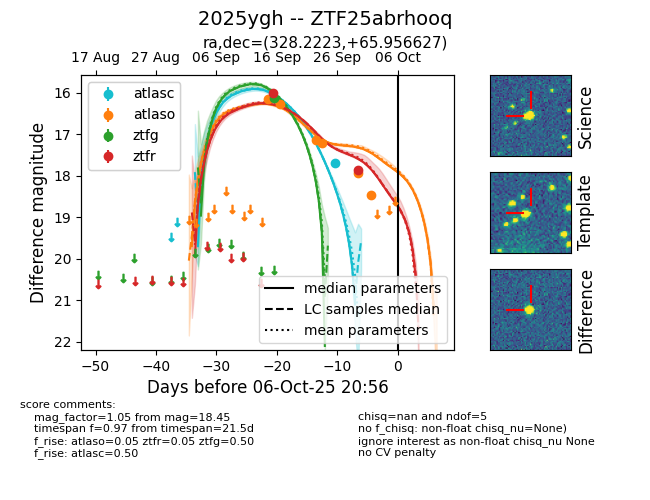 2025ygh -- ZTF25abrhooq
ra,dec=(328.2223,+65.956627)
17 Aug 27 Aug 06 Sep 16 Sep 26 Sep 06 Oct
atlasc
atlaso
ztfg
ztfr
16
17
18
19
20
21
22
Difference magnitude
median parameters
LC samples median
mean parameters
−50 −40 −30 −20 −10 0
Days before 06-Oct-25 20:56
Science
Template
Difference
score comments:
mag_factor=1.05 from mag=18.45
timespan f=0.97 from timespan=21.5d
f_rise: atlaso=0.05 ztfr=0.05 ztfg=0.50
f_rise: atlasc=0.50
chisq=nan and ndof=5
no f_chisq: non-float chisq_nu=None)
ignore interest as non-float chisq_nu None
no CV penalty